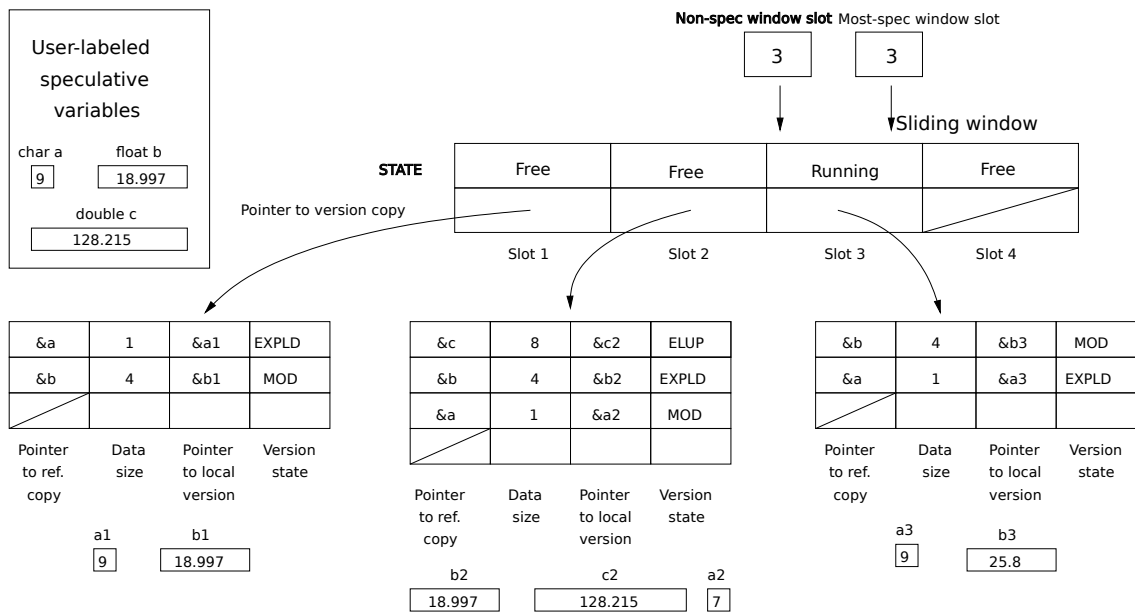 Non-spec window slot Most-spec window slot
3 3
User-labeled
speculative
variables
char a float b
9 18.997
double c
128.215
Sliding window
STATE Free Free Running Free
Pointer to version copy
Slot 1 Slot 2 Slot 3 Slot 4
&a 1 &a1 EXPLD
&b 4 &b1 MOD
Pointer Data Pointer Version
to ref. size to local state
copy version
a1 b1
9 18.997
&c 8 &c2 ELUP
&b 4 &b2 EXPLD
&a 1 &a2 MOD
Pointer Data Pointer Version
to ref. size to local state
copy version
b2 c2 a2
18.997 128.215 7
&b 4 &b3 MOD
&a 1 &a3 EXPLD
Pointer Data Pointer Version
to ref. size to local state
copy version
a3 b3
9 25.8